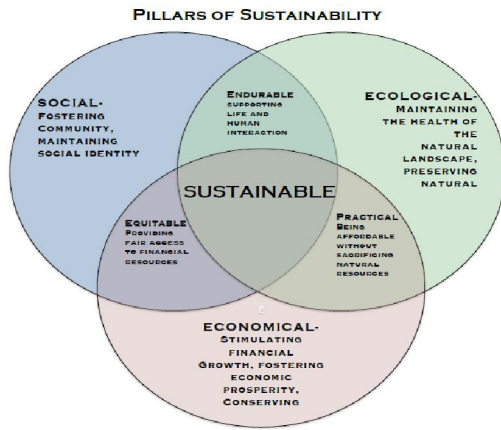 PILLARS OF SUSTAINABILITY
SOCIAL-
FOSTERING
COMMUNITY,
MAINTAINING
SOCIAL IDENTITY
ENDURABLE
SUPPORTING
LIFE AND
HUMAN
INTERACTION
ECOLOGICAL-
MAINTAINING
THE HEALTH OF
THE
NATURAL
LANDSCAPE,
PRESERVING
NATURAL
SUSTAINABLE
EQUITABLE
PROVIDING
FAIR ACCESS
TO FINANCIAL
RESOURCES
PRACTICAL
BEING
AFFORDABLE
WITHOUT
SACRIFICING
NATURAL
RESOURCES
E
ECONOMICAL-
STIMULATING
FINANCIAL
GROWTH, FOSTERING
ECONOMIC
PROSPERITY,
CONSERVING